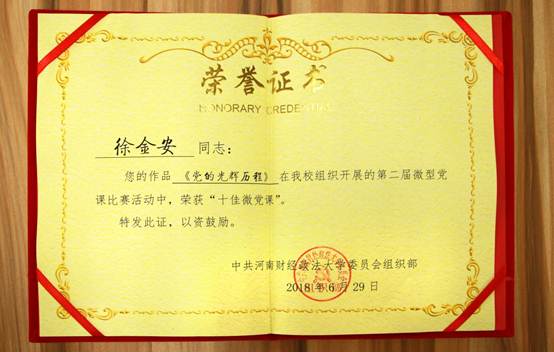 荣誉证书
HONORARY CREDENTIAL
徐金安 同志：
您的作品 《党的光辉历程》 在我校组织开展的第二届微型党
课比赛活动中，荣获“十佳微党课”。
特发此证，以资鼓励。
中共河南财经政法大学委员会组织部
2018年6月29日